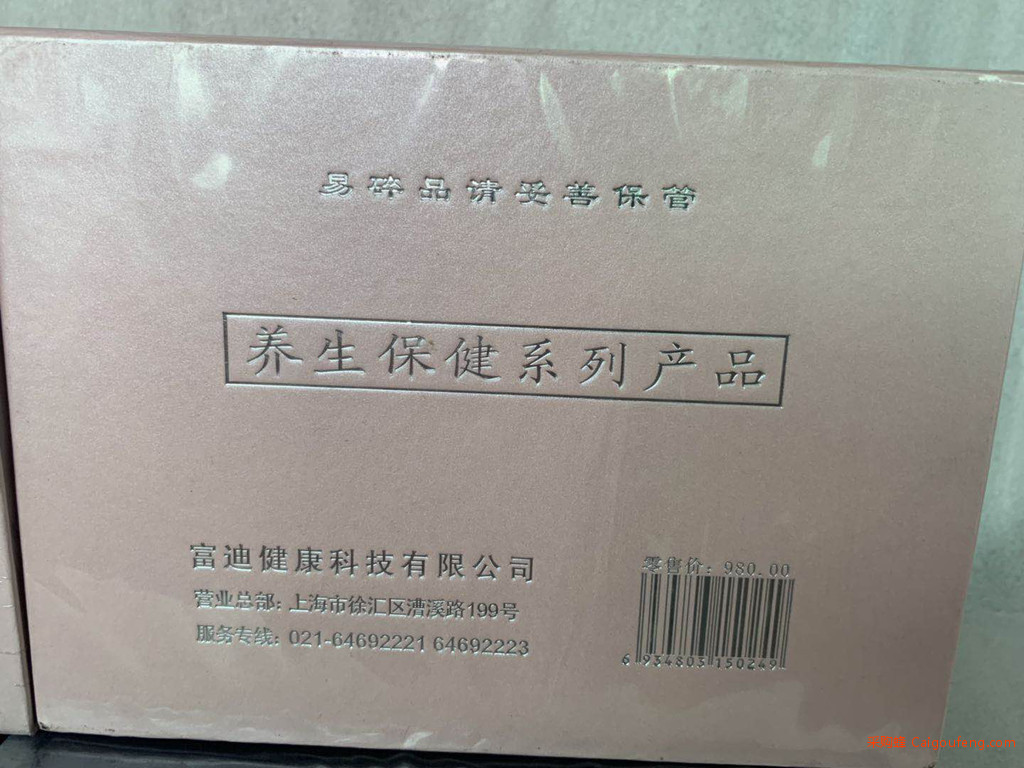 易碎品请妥善保管
养生保健系列产品
富迪健康科技有限公司
营业总部：上海市徐汇区漕溪路199号
服务专线：021-64692221 64692223
零售价：980.00
6 934803 150249